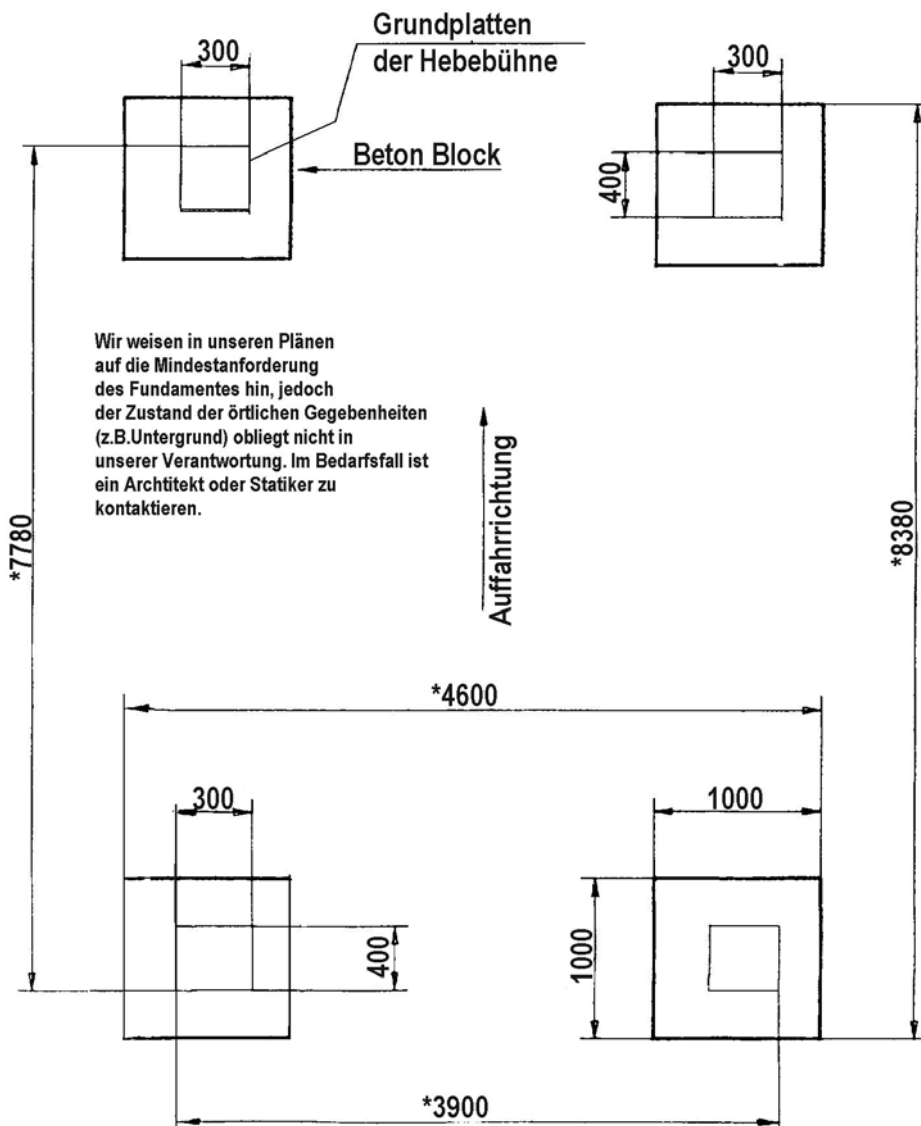 Grundplatten
der Hebebühne
300
300
Beton Block
400
Wir weisen in unseren Plänen
auf die Mindestanforderung
des Fundamentes hin, jedoch
der Zustand der örtlichen Gegebenheiten
(z.B.Untergrund) obliegt nicht in
unserer Verantwortung. Im Bedarfsfall ist
ein Archtitekt oder Statiker zu
kontaktieren.
*7780
Auffahrrichtung
*8380
*4600
300
1000
400
1000
*3900